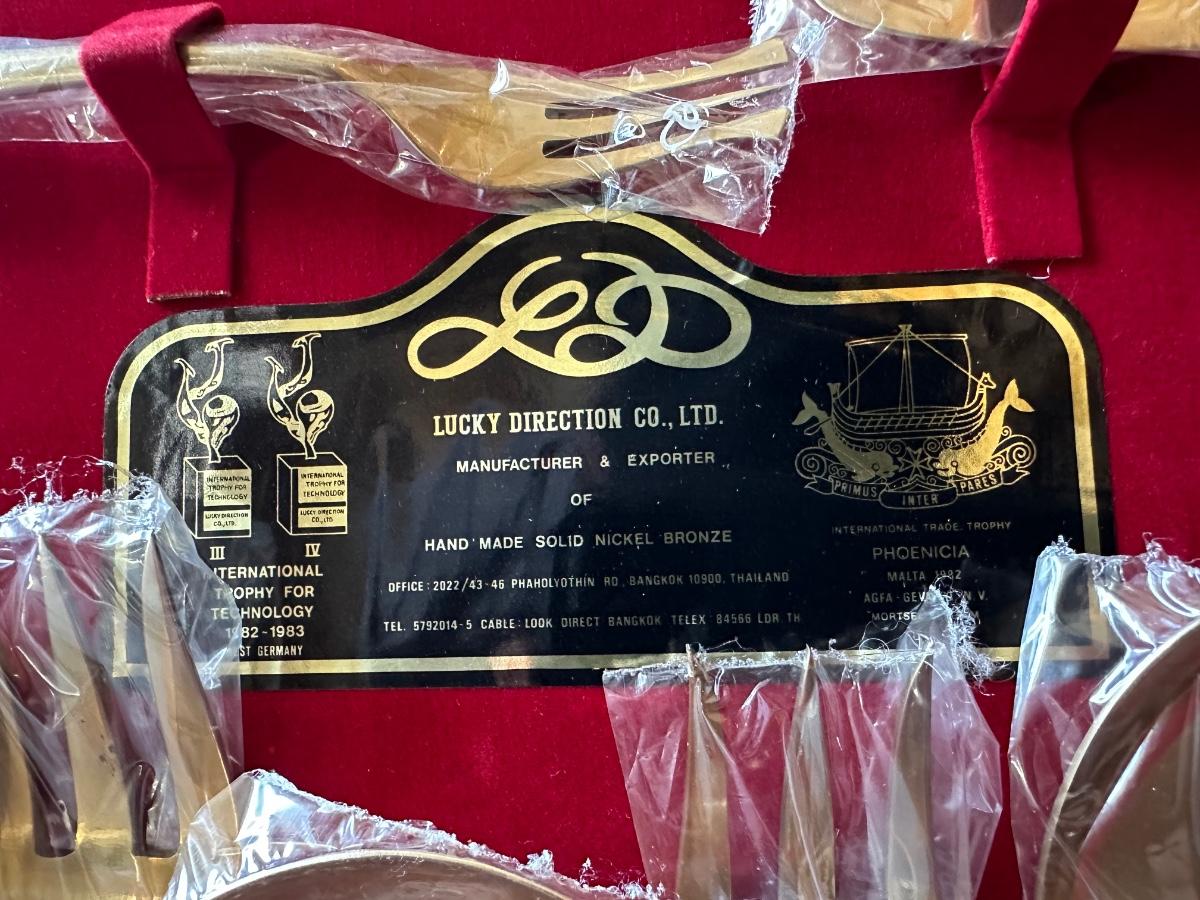 LD
LUCKY DIRECTION CO., LTD.
MANUFACTURER & EXPORTER
OF
HAND MADE SOLID NICKEL BRONZE
OFFICE : 2022/43-46 PHAHOLYOTHIN RD, BANGKOK 10900, THAILAND
TEL. 5792014-5 CABLE : LOOK DIRECT BANGKOK TELEX 84566 LDR TH
INTERNATIONAL
TROPHY FOR
TECHNOLOGY
LUCKY DIRECTION
CO., LTD.
INTERNATIONAL
TROPHY FOR
TECHNOLOGY
LUCKY DIRECTION
CO., LTD.
III IV
INTERNATIONAL
TROPHY FOR
TECHNOLOGY
1982-1983
GERMANY
PRIMUS INTER PARES
INTERNATIONAL TRADE TROPHY
PHOENICIA
MALTA 1982
N.V.